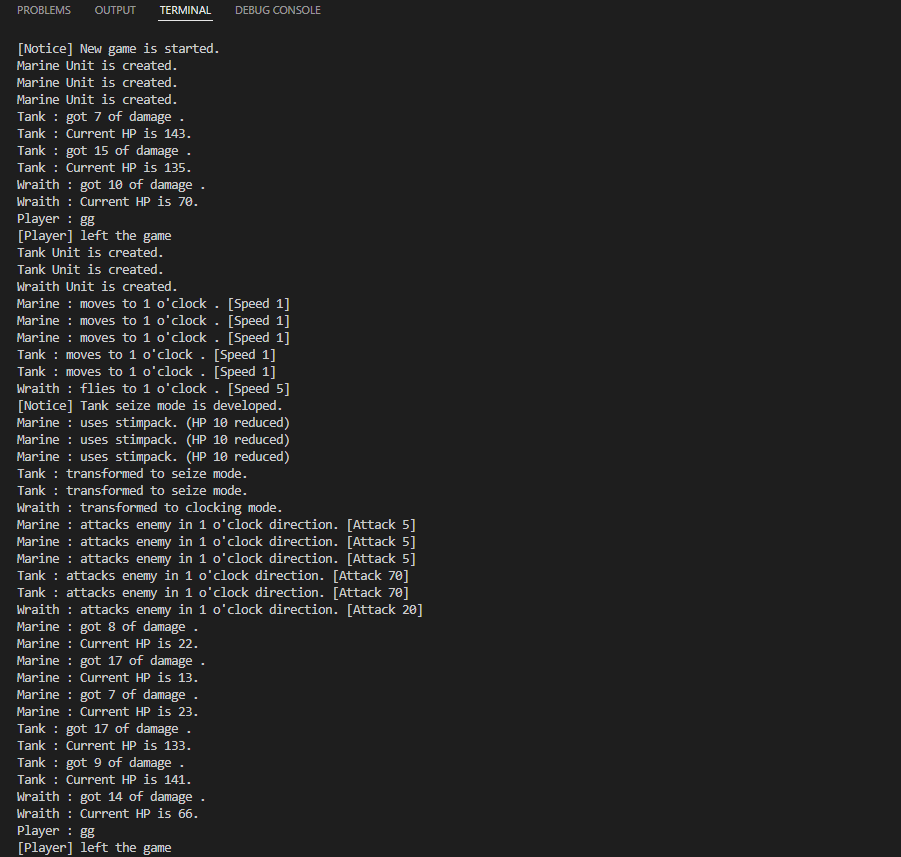 PROBLEMS OUTPUT TERMINAL DEBUG CONSOLE
[Notice] New game is started.
Marine Unit is created.
Marine Unit is created.
Marine Unit is created.
Tank : got 7 of damage .
Tank : Current HP is 143.
Tank : got 15 of damage .
Tank : Current HP is 135.
Wraith : got 10 of damage .
Wraith : Current HP is 70.
Player : gg
[Player] left the game
Tank Unit is created.
Tank Unit is created.
Wraith Unit is created.
Marine : moves to 1 o'clock . [Speed 1]
Marine : moves to 1 o'clock . [Speed 1]
Marine : moves to 1 o'clock . [Speed 1]
Tank : moves to 1 o'clock . [Speed 1]
Tank : moves to 1 o'clock . [Speed 1]
Wraith : flies to 1 o'clock . [Speed 5]
[Notice] Tank seize mode is developed.
Marine : uses stimpack. (HP 10 reduced)
Marine : uses stimpack. (HP 10 reduced)
Marine : uses stimpack. (HP 10 reduced)
Tank : transformed to seize mode.
Tank : transformed to seize mode.
Wraith : transformed to clocking mode.
Marine : attacks enemy in 1 o'clock direction. [Attack 5]
Marine : attacks enemy in 1 o'clock direction. [Attack 5]
Marine : attacks enemy in 1 o'clock direction. [Attack 5]
Tank : attacks enemy in 1 o'clock direction. [Attack 70]
Tank : attacks enemy in 1 o'clock direction. [Attack 70]
Wraith : attacks enemy in 1 o'clock direction. [Attack 20]
Marine : got 8 of damage .
Marine : Current HP is 22.
Marine : got 17 of damage .
Marine : Current HP is 13.
Marine : got 7 of damage .
Marine : Current HP is 23.
Tank : got 17 of damage .
Tank : Current HP is 133.
Tank : got 9 of damage .
Tank : Current HP is 141.
Wraith : got 14 of damage .
Wraith : Current HP is 66.
Player : gg
[Player] left the game